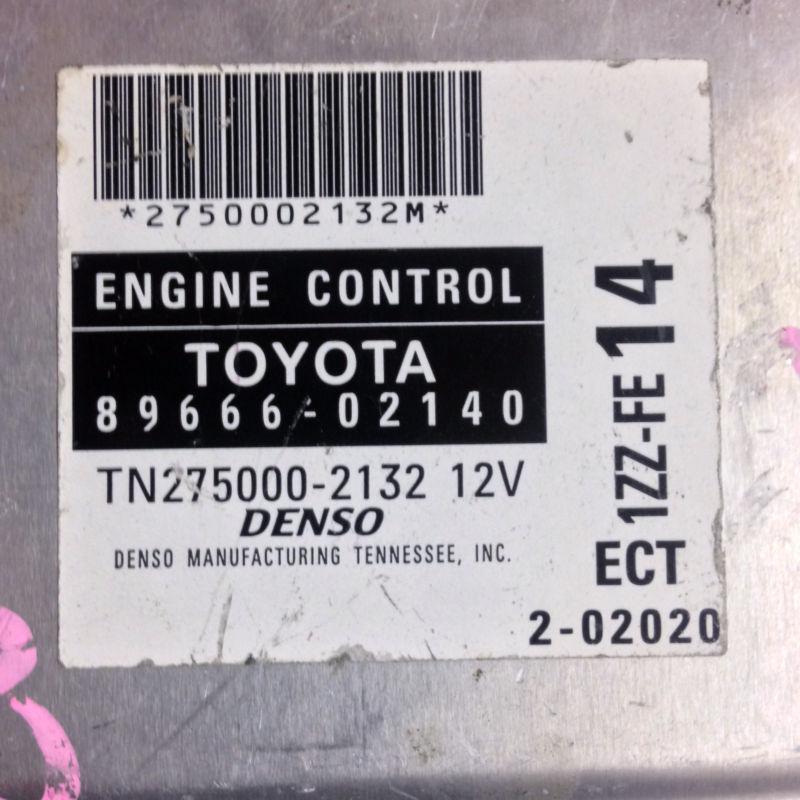 *2750002132M*
ENGINE CONTROL
TOYOTA
89666-02140
TN275000-2132 12V
DENSO
DENSO MANUFACTURING TENNESSEE, INC.
1ZZ-FE 14
ECT
2-02020